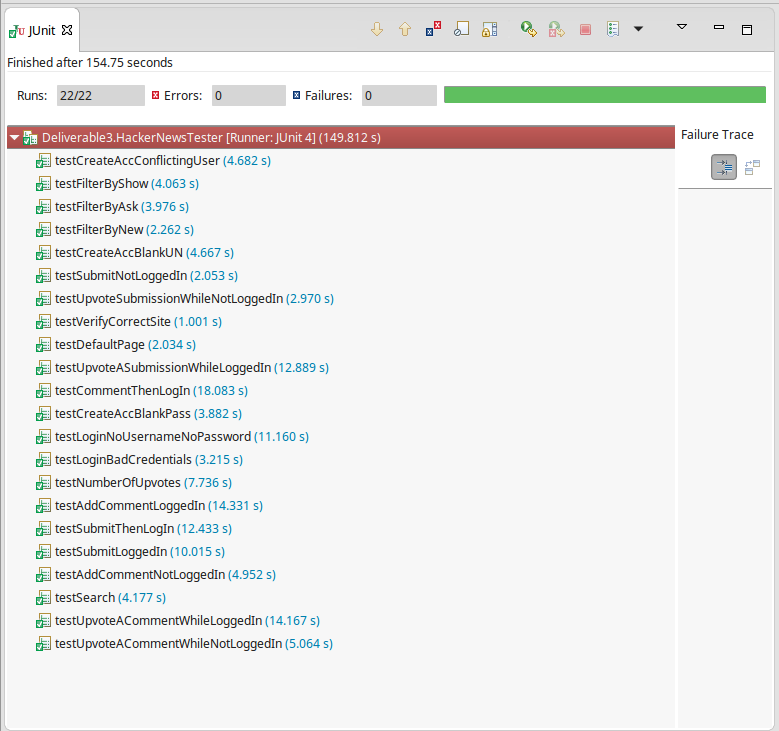 JUnit
Finished after 154.75 seconds
Runs: 22/22 Errors: 0 Failures: 0
Deliverable3.HackerNewsTester [Runner: JUnit 4] (149.812 s)
Failure Trace
testCreateAccConflictingUser (4.682 s)
testFilterByShow (4.063 s)
testFilterByAsk (3.976 s)
testFilterByNew (2.262 s)
testCreateAccBlankUN (4.667 s)
testSubmitNotLoggedIn (2.053 s)
testUpvoteSubmissionWhileNotLoggedIn (2.970 s)
testVerifyCorrectSite (1.001 s)
testDefaultPage (2.034 s)
testUpvoteASubmissionWhileLoggedIn (12.889 s)
testCommentThenLogIn (18.083 s)
testCreateAccBlankPass (3.882 s)
testLoginNoUsernameNoPassword (11.160 s)
testLoginBadCredentials (3.215 s)
testNumberOfUpvotes (7.736 s)
testAddCommentLoggedIn (14.331 s)
testSubmitThenLogIn (12.433 s)
testSubmitLoggedIn (10.015 s)
testAddCommentNotLoggedIn (4.952 s)
testSearch (4.177 s)
testUpvoteACommentWhileLoggedIn (14.167 s)
testUpvoteACommentWhileNotLoggedIn (5.064 s)